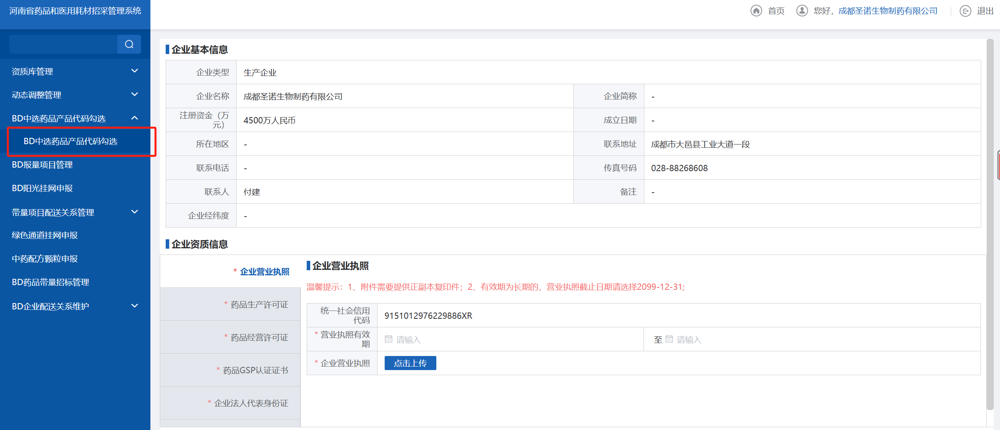 河南省药品和医用耗材招采管理系统
首页
您好，成都圣诺生物制药有限公司
退出
资质库管理
动态调整管理
BD中选药品产品代码勾选
BD中选药品产品代码勾选
BD报量项目管理
BD阳光挂网申报
带量项目配送关系管理
绿色通道挂网申报
中药配方颗粒申报
BD药品带量招标管理
BD企业配送关系维护
企业基本信息
企业类型 生产企业
企业名称 成都圣诺生物制药有限公司 企业简称 -
注册资金（万
元） 4500万人民币 成立日期 -
所在地区 - 联系地址 成都市大邑县工业大道一段
联系电话 - 传真号码 028-88268608
联系人 付建 备注 -
企业经纬度 -
企业资质信息
* 企业营业执照
* 药品生产许可证
* 药品经营许可证
* 药品GSP认证证书
* 企业法人代表身份证
企业营业执照
温馨提示：1、附件需要提供正副本复印件；2、有效期为长期的，营业执照截止日期请选择2099-12-31;
统一社会信用
代码 9151012976229886XR
* 营业执照有效
期 请输入 至 请输入
* 企业营业执照 点击上传